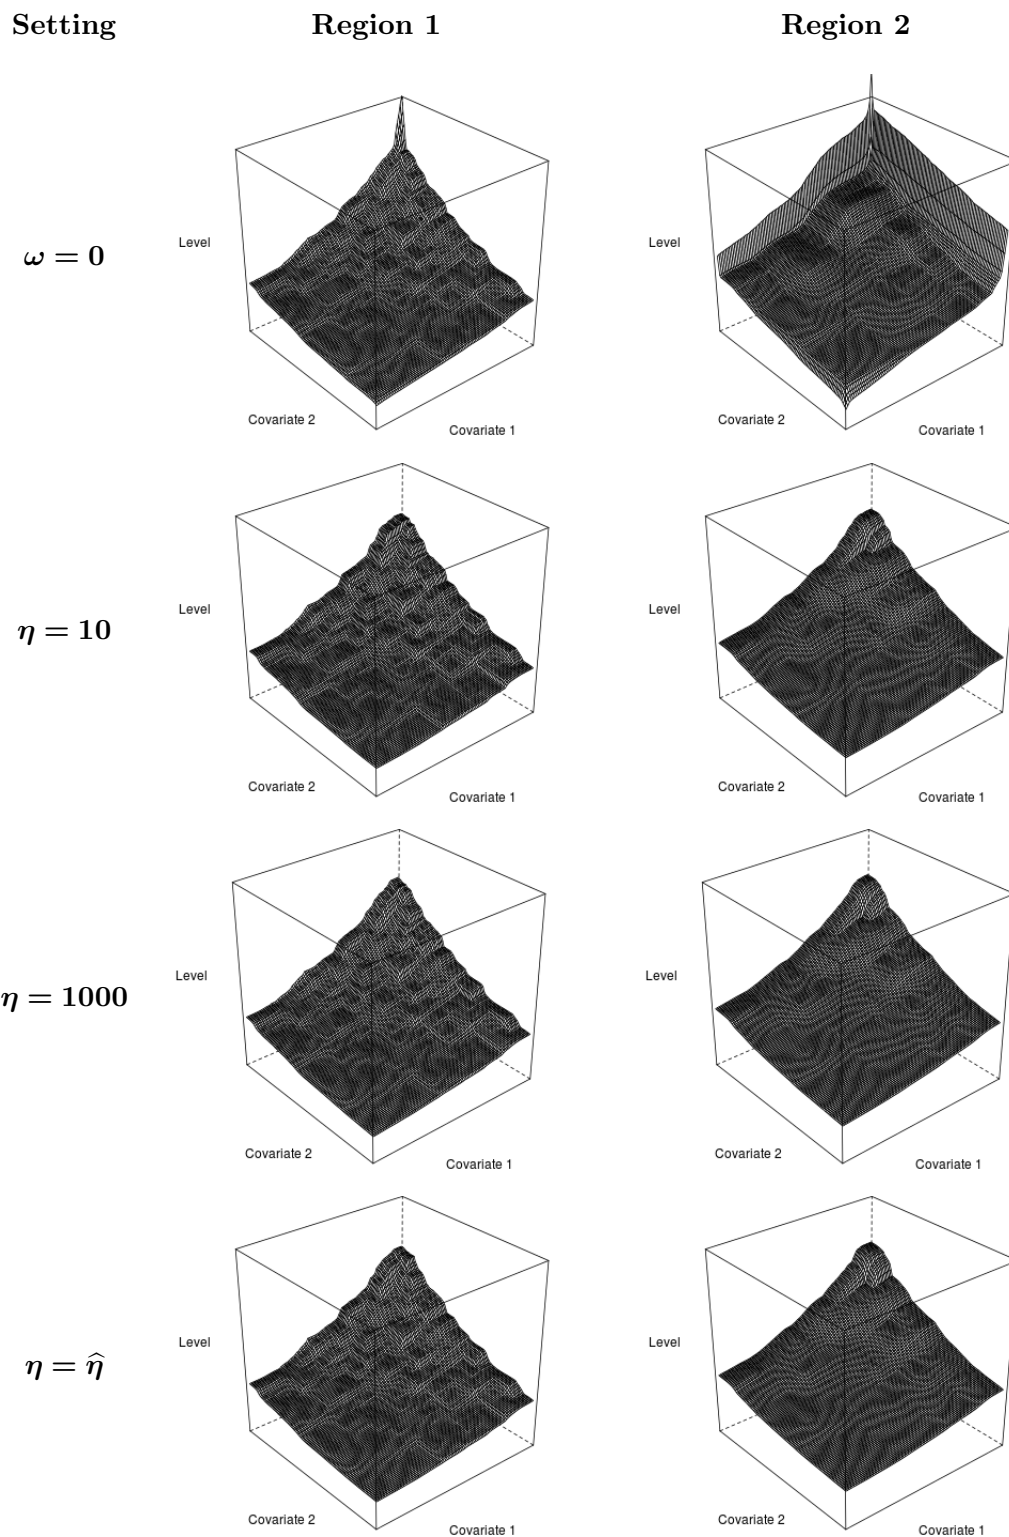 Setting Region 1 Region 2
ω = 0
Level
Covariate 2
Covariate 1
Level
Covariate 2
Covariate 1
η = 10
Level
Covariate 2
Covariate 1
Level
Covariate 2
Covariate 1
η = 1000
Level
Covariate 2
Covariate 1
Level
Covariate 2
Covariate 1
η = η̂
Level
Covariate 2
Covariate 1
Level
Covariate 2
Covariate 1